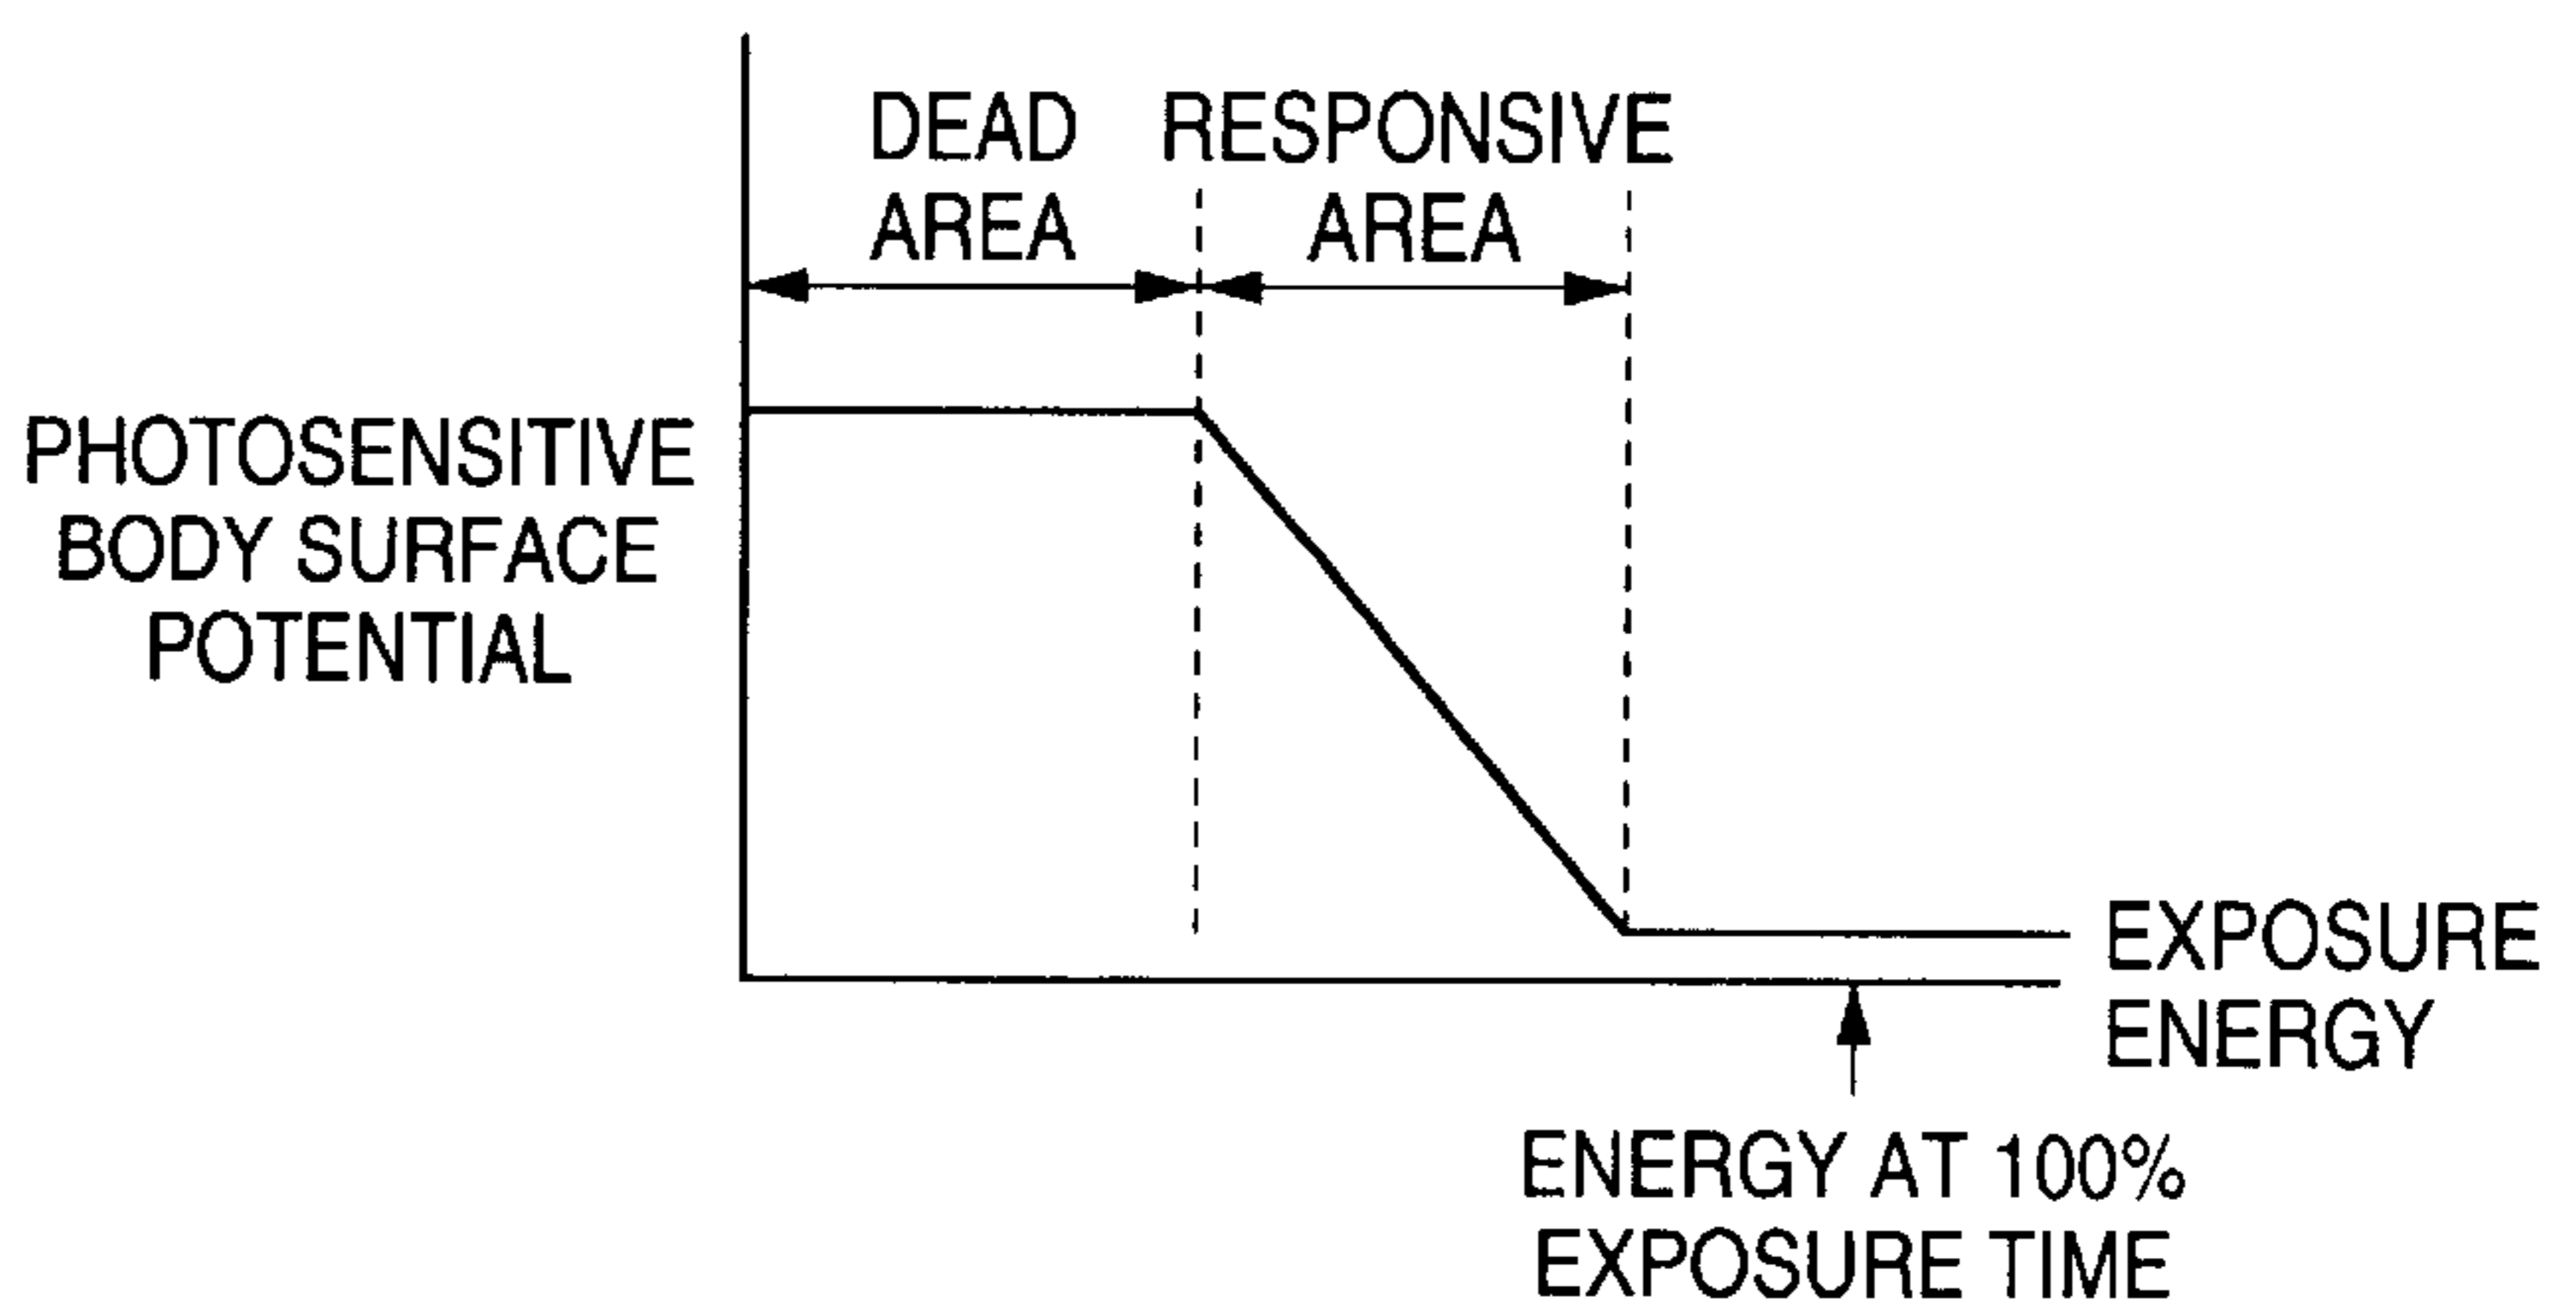 DEAD
AREA
RESPONSIVE
AREA
PHOTOSENSITIVE
BODY SURFACE
POTENTIAL
EXPOSURE
ENERGY
ENERGY AT 100%
EXPOSURE TIME